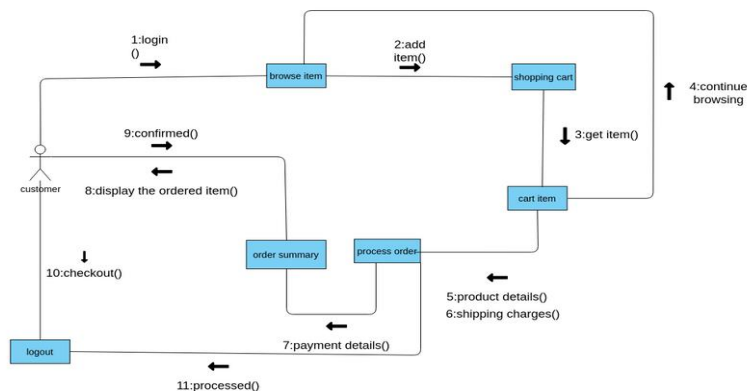 1:login
()
2:add
item()
browse item
shopping cart
4:continue
browsing
3:get item()
9:confirmed()
8:display the ordered item()
customer
cart item
order summary
process order
10:checkout()
5:product details()
6:shipping charges()
7:payment details()
logout
11:processed()